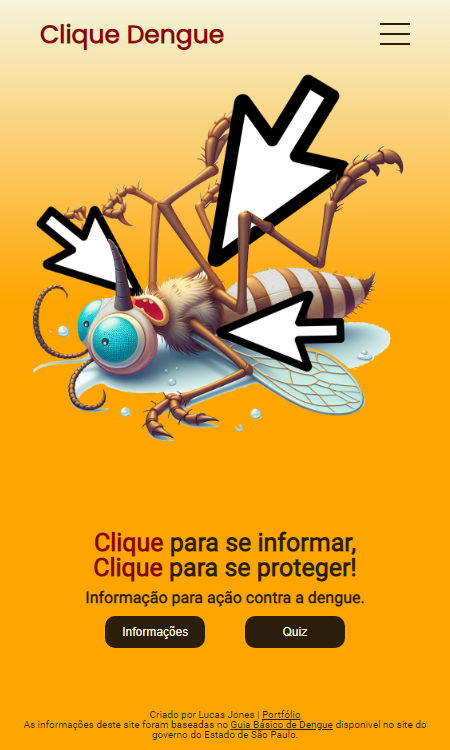 Clique Dengue
Clique para se informar,
Clique para se proteger!
Informação para ação contra a dengue.
Informações
Quiz
Criado por Lucas Jones | Portfólio
As informações deste site foram baseadas no Guia Básico de Dengue disponivel no site do
governo do Estado de São Paulo.